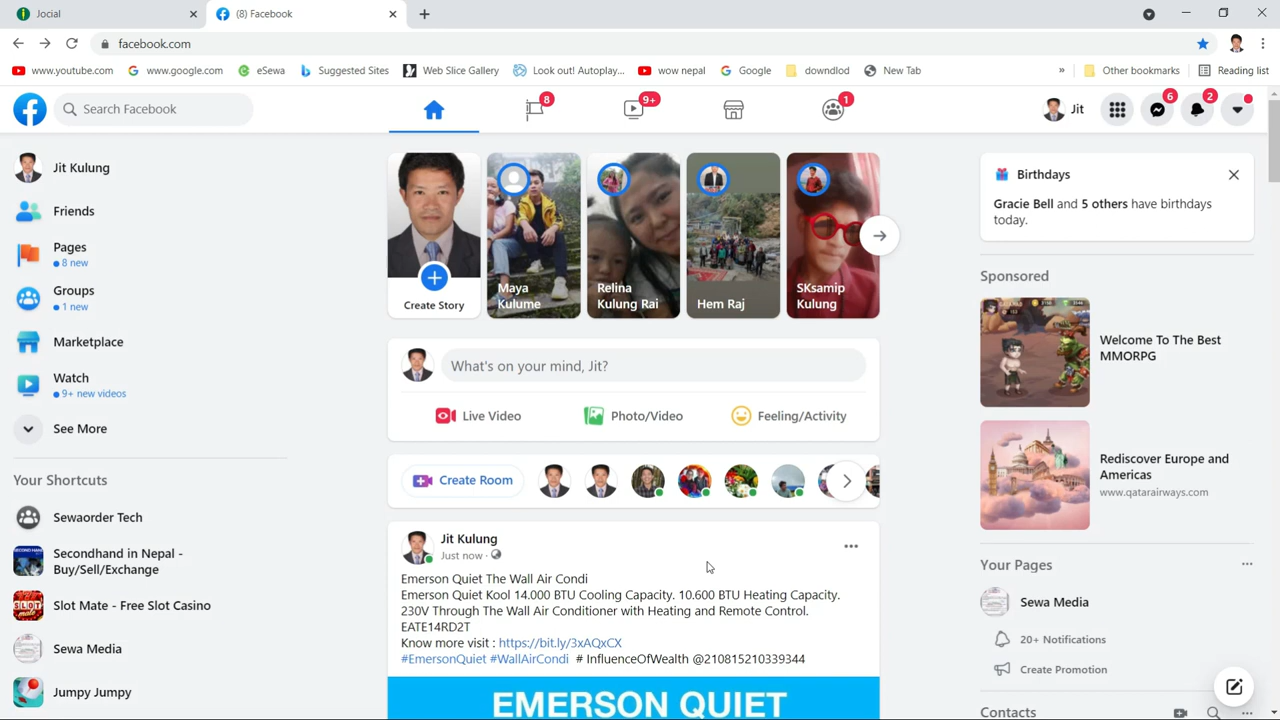 Jocial
(8) Facebook
facebook.com
www.youtube.com
www.google.com
eSewa
Suggested Sites
Web Slice Gallery
Look out! Autoplay...
wow nepal
Google
downdlod
New Tab
»
Other bookmarks
Reading list
Search Facebook
8
9+
1
Jit
6
2
Jit Kulung
Friends
Pages
8 new
Groups
1 new
Marketplace
Watch
9+ new videos
See More
Your Shortcuts
Sewaorder Tech
Secondhand in Nepal -
Buy/Sell/Exchange
Slot Mate - Free Slot Casino
Sewa Media
Jumpy Jumpy
Create Story
Maya
Kulume
Relina
Kulung Rai
Hem Raj
SKsamip
Kulung
What's on your mind, Jit?
Live Video
Photo/Video
Feeling/Activity
Create Room
Jit Kulung
Just now ·
Emerson Quiet The Wall Air Condi
Emerson Quiet Kool 14.000 BTU Cooling Capacity. 10.600 BTU Heating Capacity.
230V Through The Wall Air Conditioner with Heating and Remote Control.
EATE14RD2T
Know more visit : https://bit.ly/3xAQxCX
#EmersonQuiet #WallAirCondi # InfluenceOfWealth @210815210339344
EMERSON QUIET
Birthdays
Gracie Bell and 5 others have birthdays
today.
Sponsored
Welcome To The Best
MMORPG
Rediscover Europe and
Americas
www.qatarairways.com
Your Pages
Sewa Media
20+ Notifications
Create Promotion
Contacts